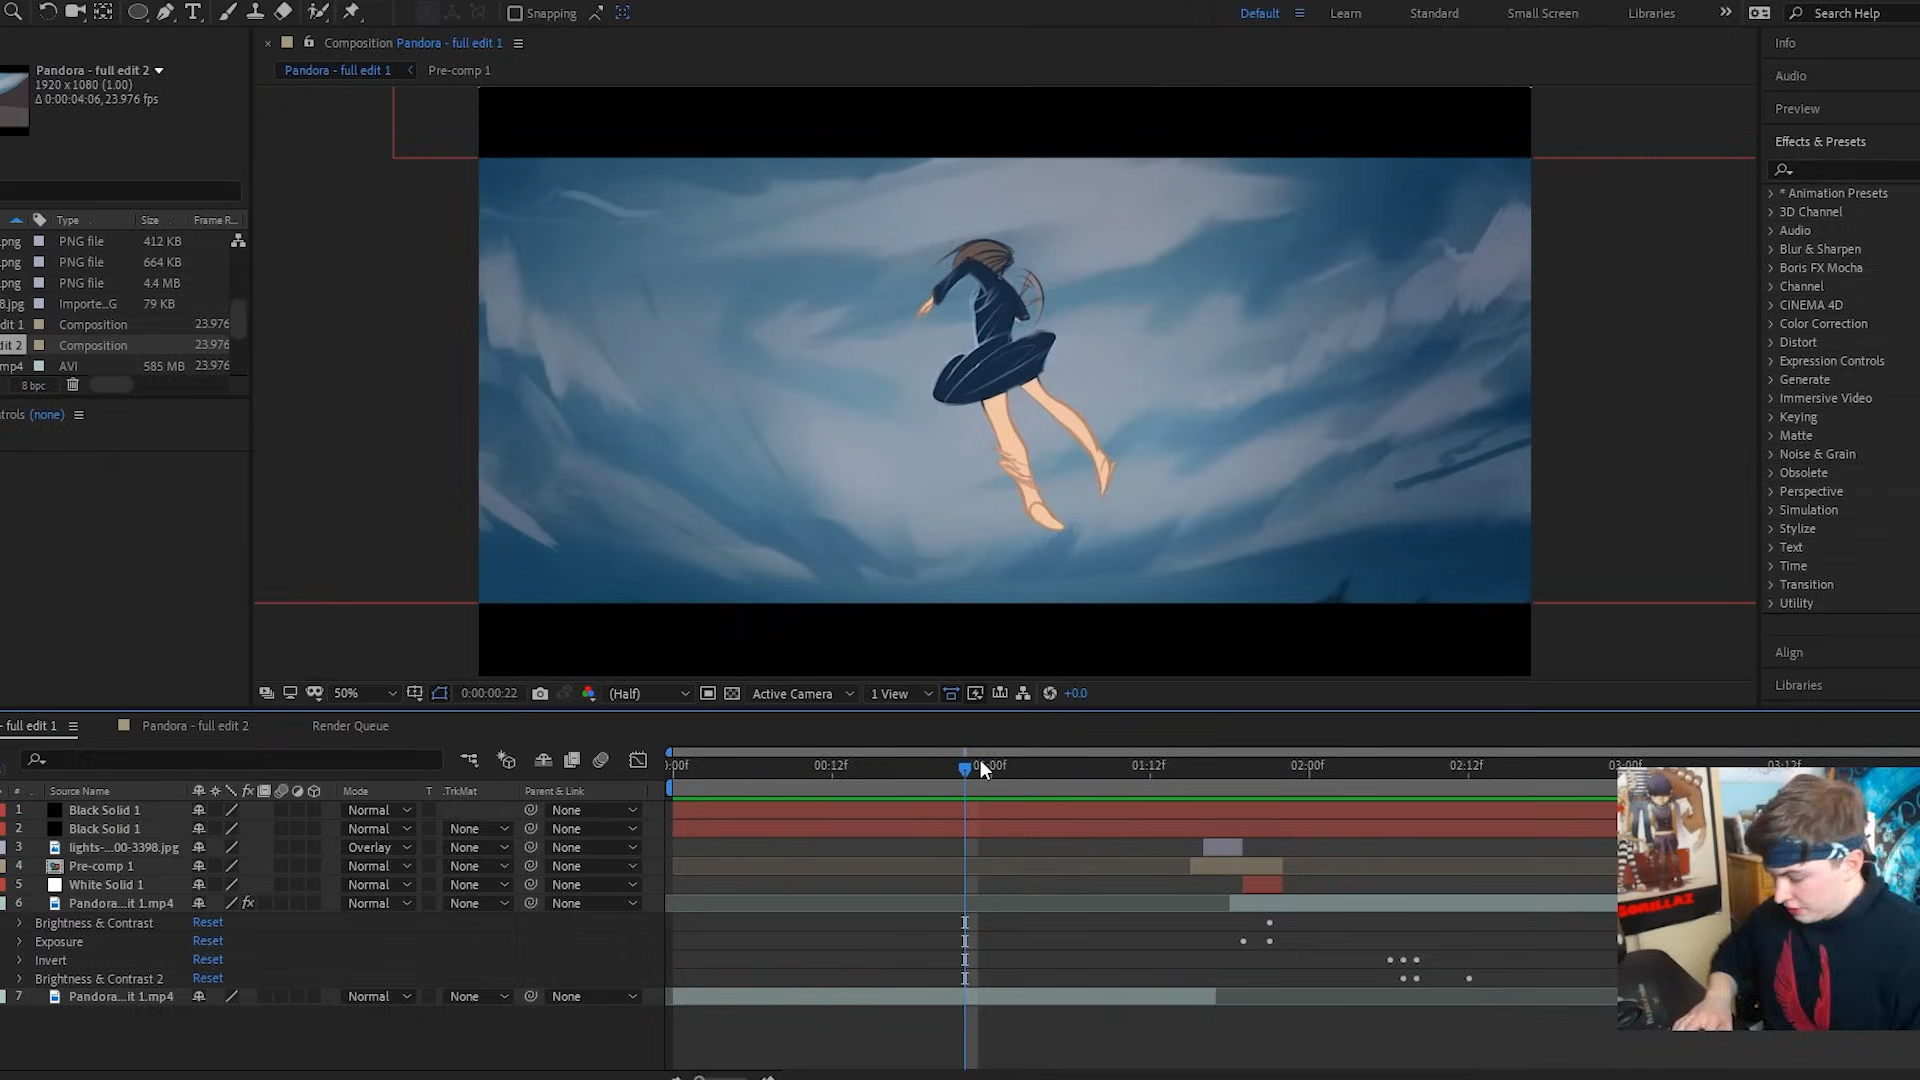 Snapping
Default
Learn
Standard
Small Screen
Libraries
Search Help
Composition Pandora - full edit 1
Info
Pandora - full edit 2
1920 x 1080 (1.00)
Δ 0:00:04:06, 23.976 fps
Pandora - full edit 1
Pre-comp 1
Audio
Preview
Effects & Presets
* Animation Presets
3D Channel
Audio
Blur & Sharpen
Boris FX Mocha
Channel
CINEMA 4D
Color Correction
Distort
Expression Controls
Generate
Immersive Video
Keying
Matte
Noise & Grain
Obsolete
Perspective
Simulation
Stylize
Text
Time
Transition
Utility
Align
Libraries
Type Size Frame R...
.png PNG file 412 KB
.png PNG file 664 KB
.png PNG file 4.4 MB
8.jpg Importe...G 79 KB
dit 1 Composition 23.976
dit 2 Composition 23.976
mp4 AVI 585 MB 23.976
8 bpc
trols (none)
50%
0:00:00:22
(Half)
Active Camera
1 View
+0.0
- full edit 1
Pandora - full edit 2
Render Queue
:00f 00:12f 00f 01:12f 02:00f 02:12f 03:00f 03:12f
# Source Name fx Mode T .TrkMat Parent & Link
1 Black Solid 1 Normal None
2 Black Solid 1 Normal None None
3 lights-...00-3398.jpg Overlay None None
4 Pre-comp 1 Normal None None
5 White Solid 1 Normal None None
6 Pandora...it 1.mp4 fx Normal None None
Brightness & Contrast Reset
Exposure Reset
Invert Reset
Brightness & Contrast 2 Reset
7 Pandora...it 1.mp4 Normal None None
GORILLAZ